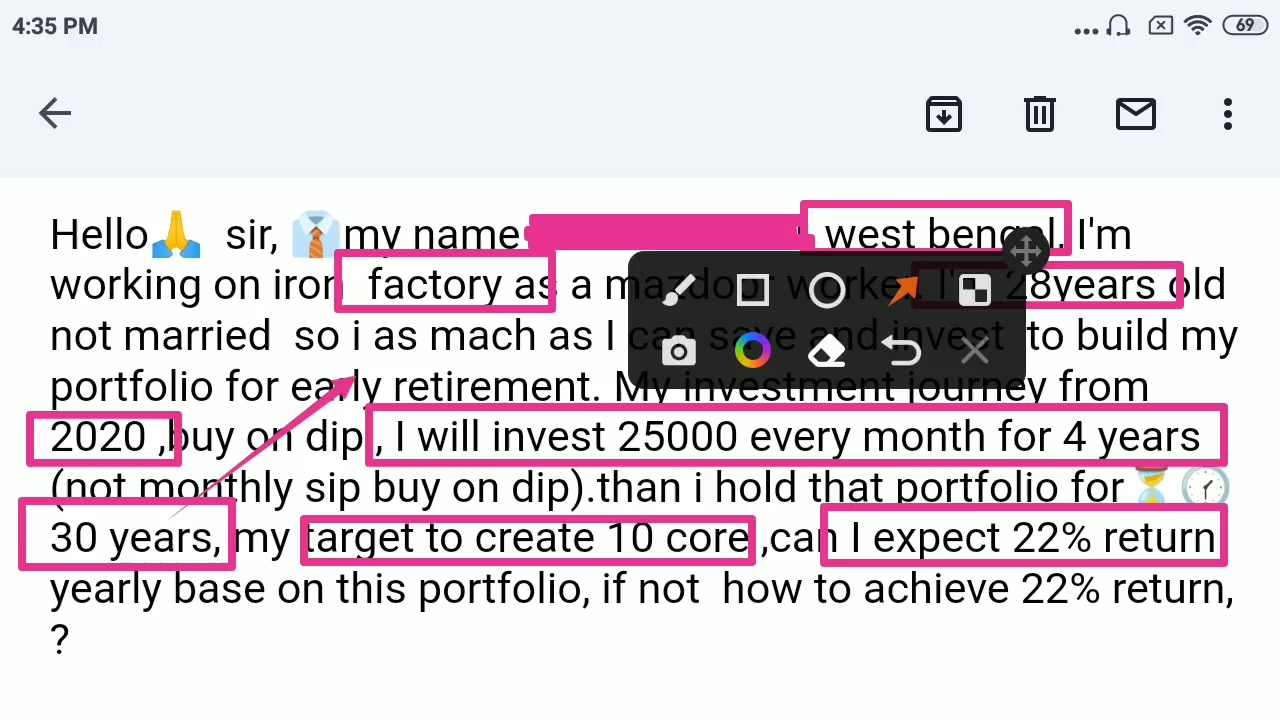 4:35 PM
69
Hello🙏 sir, 👔my name west bengal. I'm
working on iron factory as a mazdoor worker. I'm 28years old
not married so i as mach as I can save and invest to build my
portfolio for early retirement. My investment journey from
2020 ,buy on dip , I will invest 25000 every month for 4 years
(not monthly sip buy on dip).than i hold that portfolio for⏳🕐
30 years, my target to create 10 core ,can I expect 22% return
yearly base on this portfolio, if not how to achieve 22% return,
?